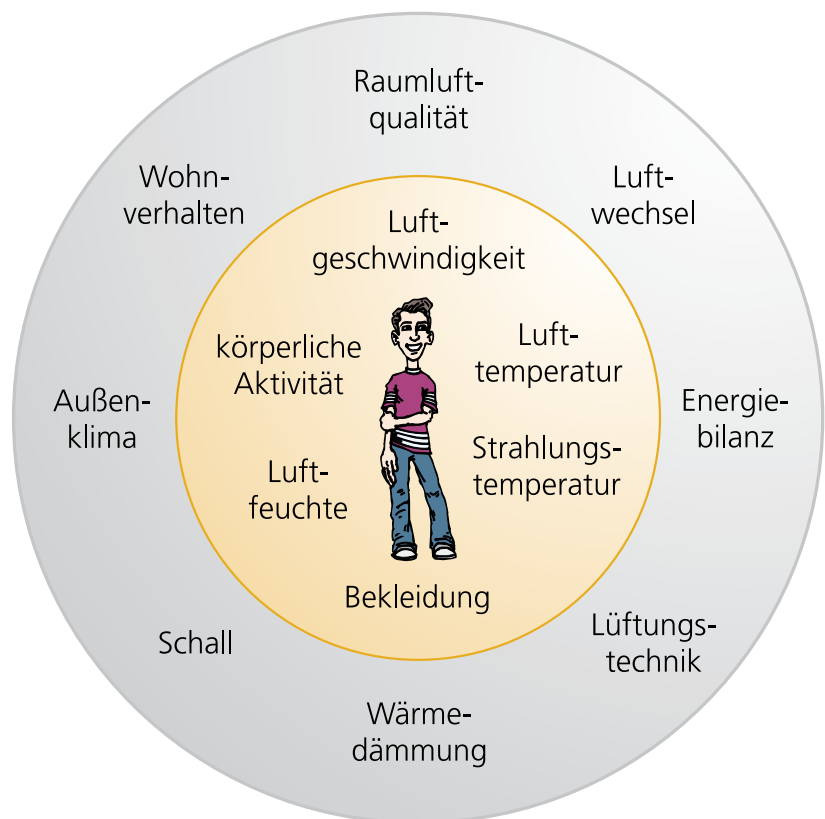 Raumluft-
qualität
Wohn-
verhalten
Luft-
wechsel
Luft-
geschwindigkeit
körperliche
Aktivität
Luft-
temperatur
Außen-
klima
Energie-
bilanz
Luft-
feuchte
Strahlungs-
temperatur
Bekleidung
Schall
Lüftungs-
technik
Wärme-
dämmung